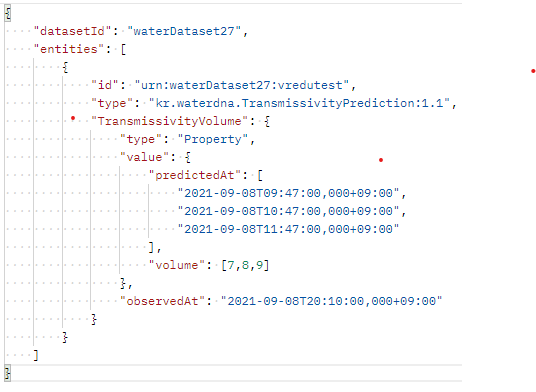 {
"datasetId": "waterDataset27",
"entities": [
{
"id": "urn:waterDataset27:vredutest",
"type": "kr.waterdna.TransmissivityPrediction:1.1",
"TransmissivityVolume": {
"type": "Property",
"value": {
"predictedAt": [
"2021-09-08T09:47:00,000+09:00",
"2021-09-08T10:47:00,000+09:00",
"2021-09-08T11:47:00,000+09:00"
],
"volume": [7,8,9]
},
"observedAt": "2021-09-08T20:10:00,000+09:00"
}
}
]
}